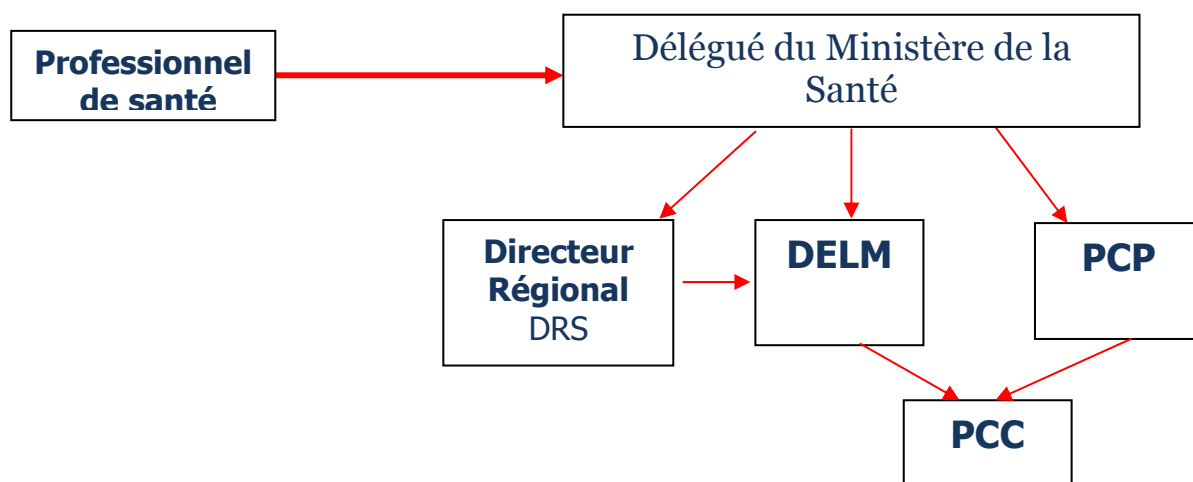 Professionnel
de santé
Délégué du Ministère de la
Santé
Directeur
Régional
DRS
DELM
PCP
PCC